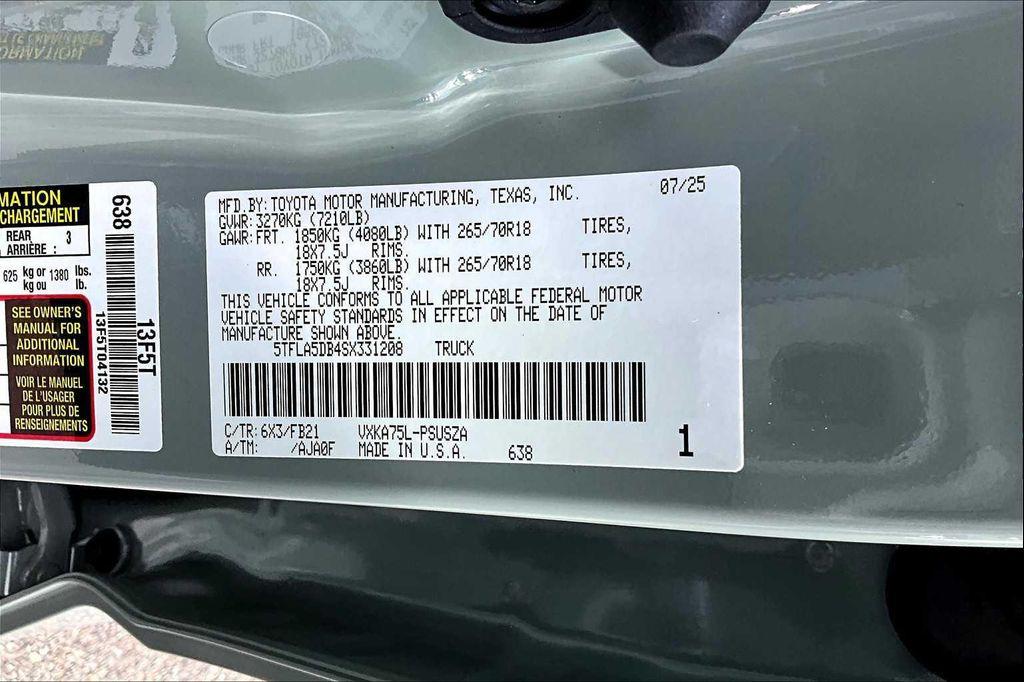 MATION
CHARGEMENT
REAR 3
ARRIÈRE :
625 kg or 1380 lbs.
kg ou lb.
SEE OWNER'S
MANUAL FOR
ADDITIONAL
INFORMATION
VOIR LE MANUEL
DE L'USAGER
POUR PLUS DE
RENSEIGNEMENTS
638
13F5T
13F5T04132
MFD.BY:TOYOTA MOTOR MANUFACTURING, TEXAS, INC. 07/25
GVWR:3270KG (7210LB)
GAWR:FRT. 1850KG (4080LB) WITH 265/70R18 TIRES,
18X7.5J RIMS.
RR. 1750KG (3860LB) WITH 265/70R18 TIRES,
18X7.5J RIMS.
THIS VEHICLE CONFORMS TO ALL APPLICABLE FEDERAL MOTOR
VEHICLE SAFETY STANDARDS IN EFFECT ON THE DATE OF
MANUFACTURE SHOWN ABOVE.
5TFLA5DB4SX331208 TRUCK
C/TR:6X3/FB21 VXKA75L-PSUSZA
A/TM: /AJA0F MADE IN U.S.A. 638
1